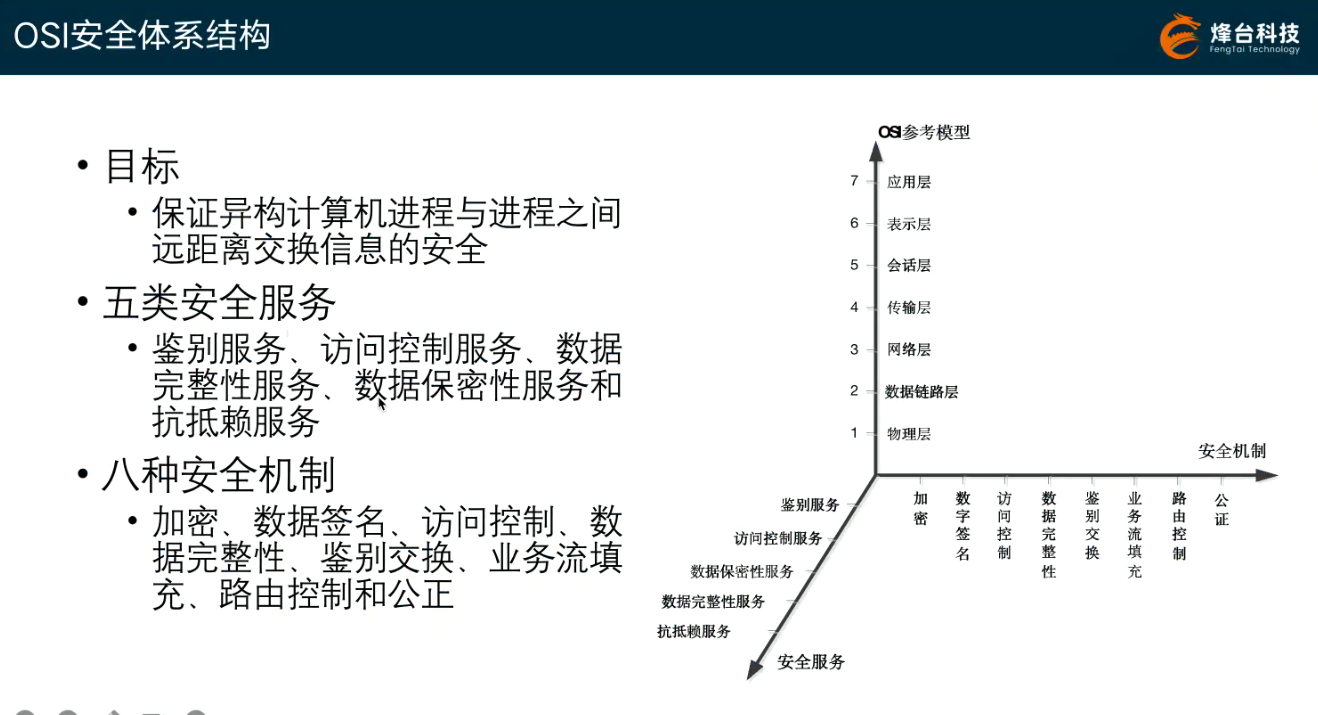 OSI安全体系结构
烽台科技
FengTai Technology
• 目标
• 保证异构计算机进程与进程之间
远距离交换信息的安全
• 五类安全服务
• 鉴别服务、访问控制服务、数据
完整性服务、数据保密性服务和
抗抵赖服务
• 八种安全机制
• 加密、数据签名、访问控制、数
据完整性、鉴别交换、业务流填
充、路由控制和公正
OSI参考模型
7 应用层
6 表示层
5 会话层
4 传输层
3 网络层
2 数据链路层
1 物理层
安全机制
加密
数字签名
访问控制
数据完整性
鉴别交换
业务流填充
路由控制
公证
鉴别服务
访问控制服务
数据保密性服务
数据完整性服务
抗抵赖服务
安全服务